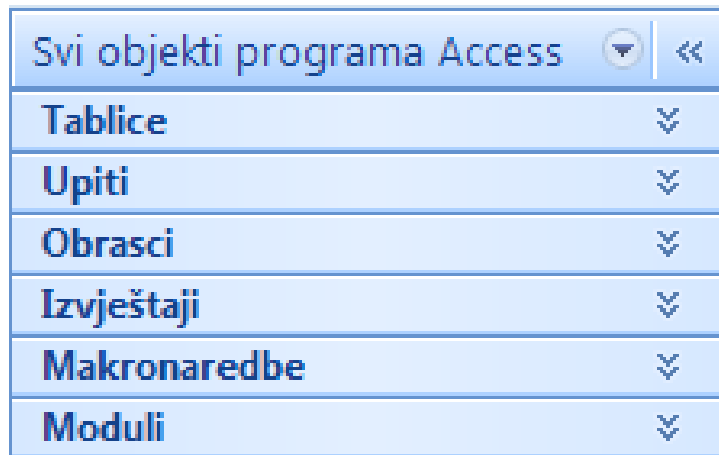 Svi objekti programa Access
Tablice
Upiti
Obrasci
Izvještaji
Makronaredbe
Moduli